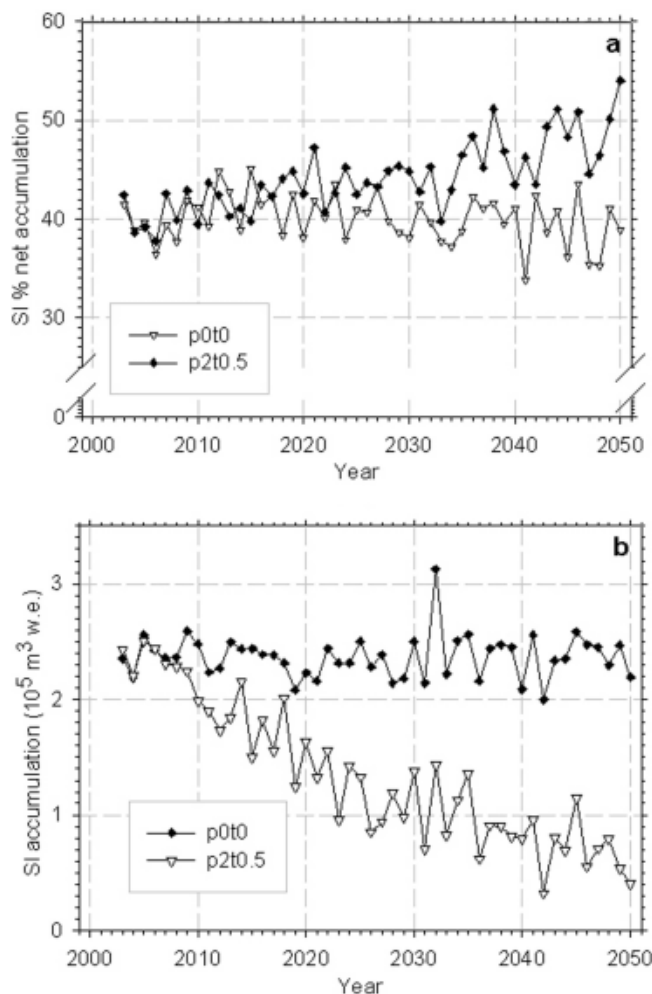 60
50
40
30
0
SI % net accumulation
a
p0t0
p2t0.5
2000 2010 2020 2030 2040 2050
Year
3
2
1
0
SI accumulation (10⁵ m³ w.e.)
b
p0t0
p2t0.5
2000 2010 2020 2030 2040 2050
Year